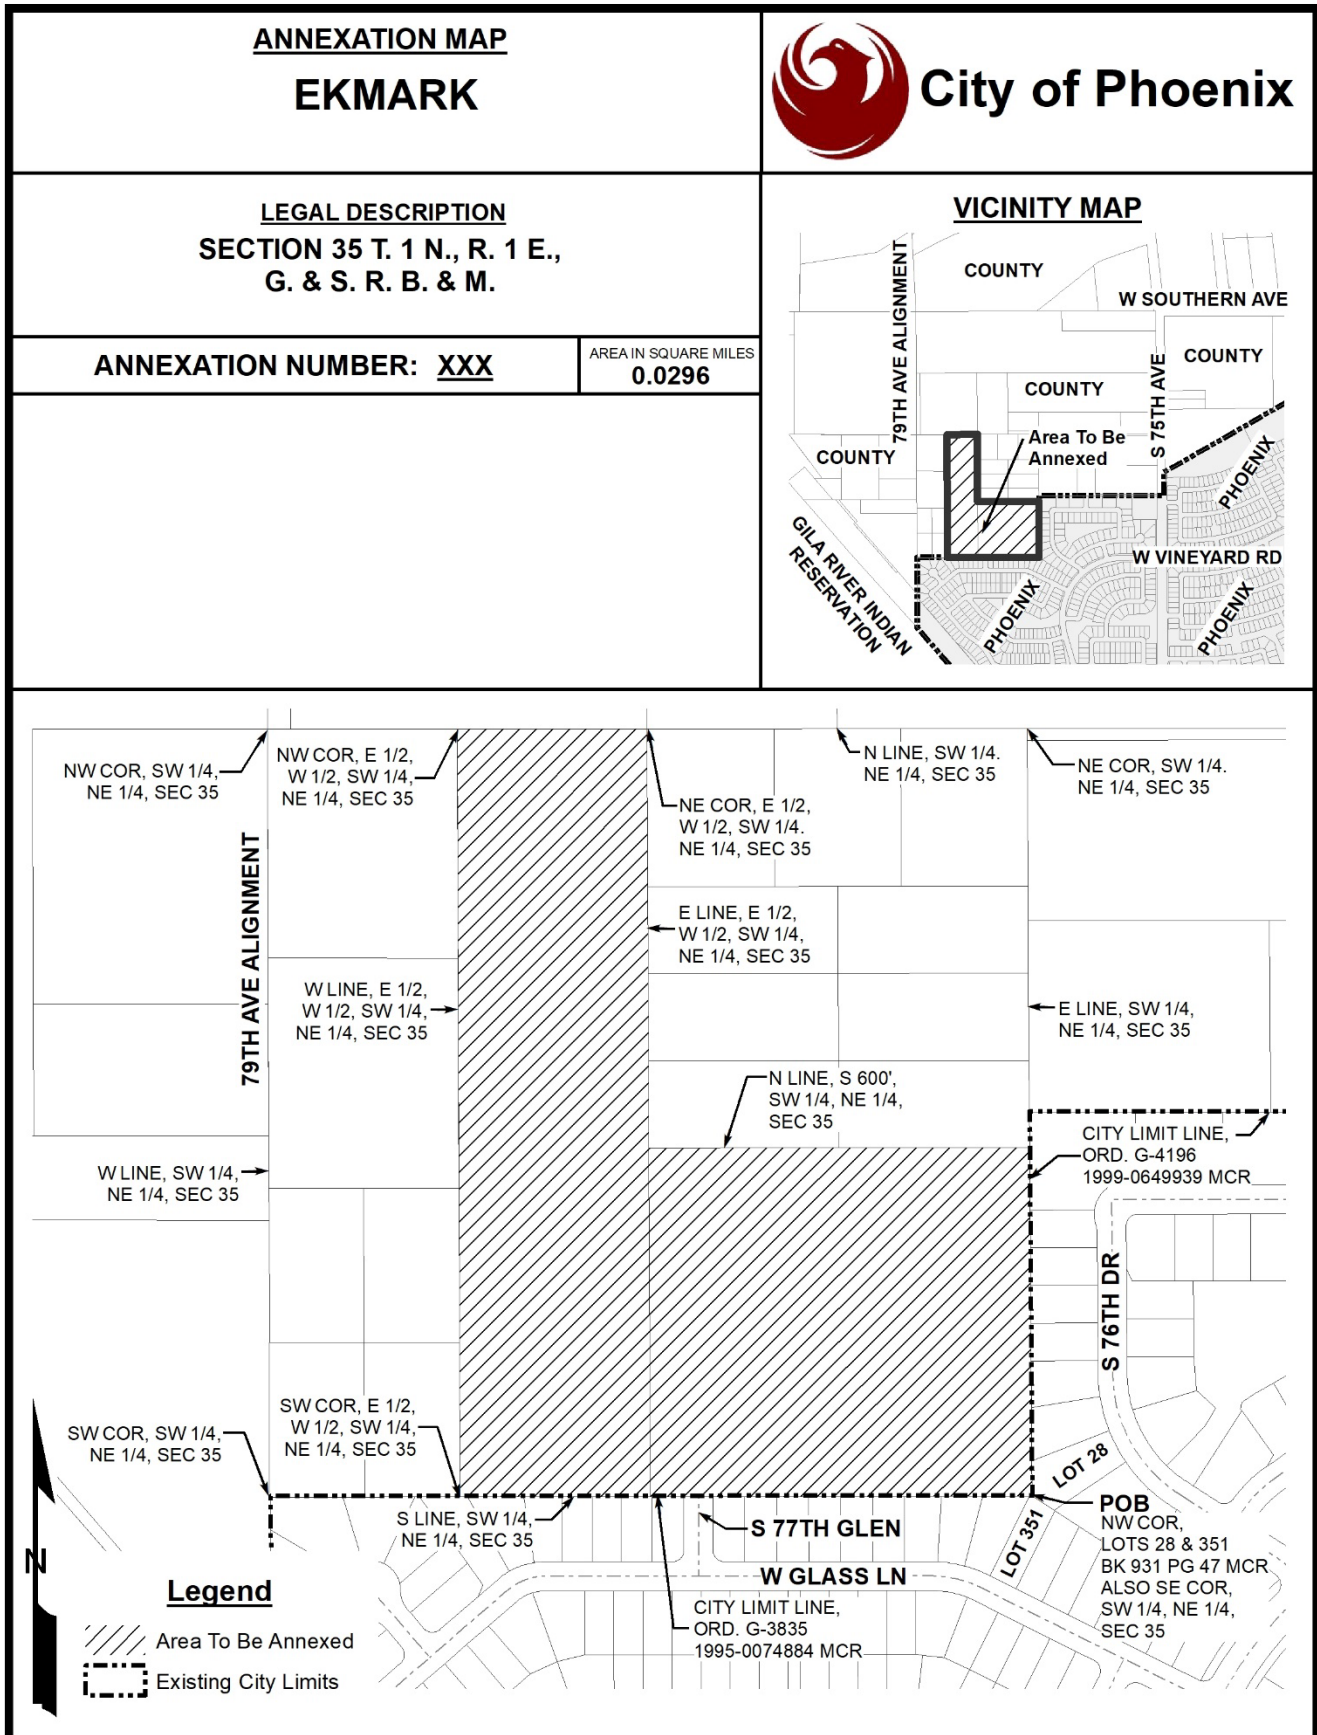 ANNEXATION MAP
EKMARK
City of Phoenix
LEGAL DESCRIPTION
SECTION 35 T. 1 N., R. 1 E.,
G. & S. R. B. & M.
ANNEXATION NUMBER: XXX
AREA IN SQUARE MILES
0.0296
VICINITY MAP
COUNTY
W SOUTHERN AVE
79TH AVE ALIGNMENT
COUNTY
COUNTY
S 75TH AVE
Area To Be
Annexed
COUNTY
PHOENIX
GILA RIVER INDIAN
RESERVATION
W VINEYARD RD
PHOENIX
PHOENIX
NW COR, SW 1/4,
NE 1/4, SEC 35
NW COR, E 1/2,
W 1/2, SW 1/4,
NE 1/4, SEC 35
NE COR, E 1/2,
W 1/2, SW 1/4.
NE 1/4, SEC 35
N LINE, SW 1/4.
NE 1/4, SEC 35
NE COR, SW 1/4.
NE 1/4, SEC 35
79TH AVE ALIGNMENT
E LINE, E 1/2,
W 1/2, SW 1/4,
NE 1/4, SEC 35
W LINE, E 1/2,
W 1/2, SW 1/4,
NE 1/4, SEC 35
E LINE, SW 1/4,
NE 1/4, SEC 35
N LINE, S 600',
SW 1/4, NE 1/4,
SEC 35
CITY LIMIT LINE,
ORD. G-4196
1999-0649939 MCR
W LINE, SW 1/4,
NE 1/4, SEC 35
S 76TH DR
SW COR, SW 1/4,
NE 1/4, SEC 35
SW COR, E 1/2,
W 1/2, SW 1/4,
NE 1/4, SEC 35
LOT 28
S LINE, SW 1/4,
NE 1/4, SEC 35
S 77TH GLEN
LOT 351
POB
NW COR,
LOTS 28 & 351
BK 931 PG 47 MCR
ALSO SE COR,
SW 1/4, NE 1/4,
SEC 35
W GLASS LN
CITY LIMIT LINE,
ORD. G-3835
1995-0074884 MCR
N
Legend
Area To Be Annexed
Existing City Limits